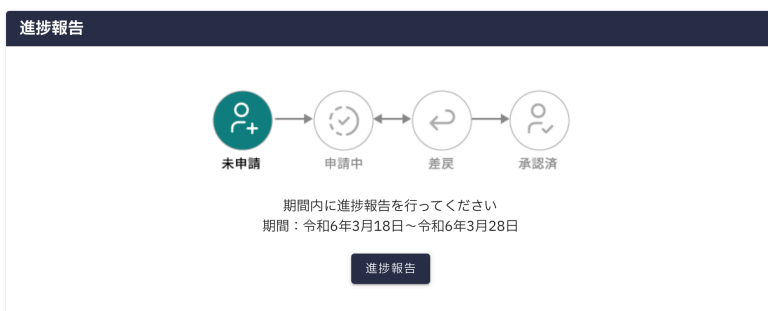 進捗報告
未申請
申請中
差戻
承認済
期間内に進捗報告を行ってください
期間：令和6年3月18日～令和6年3月28日
進捗報告